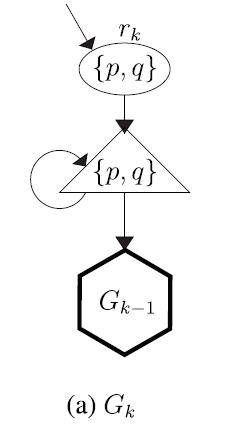 r_k
{p, q}
{p, q}
G_{k−1}
(a) G_k